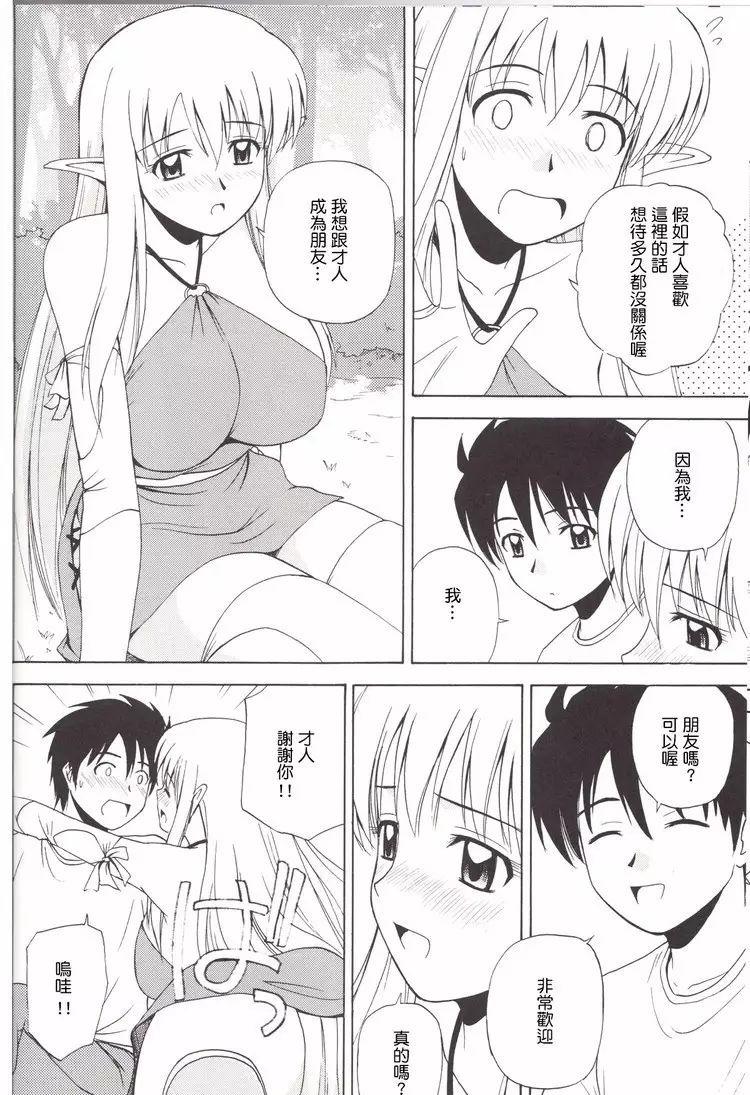 假如才人喜歡
這裡的話
想待多久都沒關係喔
因為我…
我…
我想跟才人
成為朋友…
朋友嗎?
可以喔
非常歡迎
真的嗎?
才人
謝謝你!!
嗚哇!!
がばっ